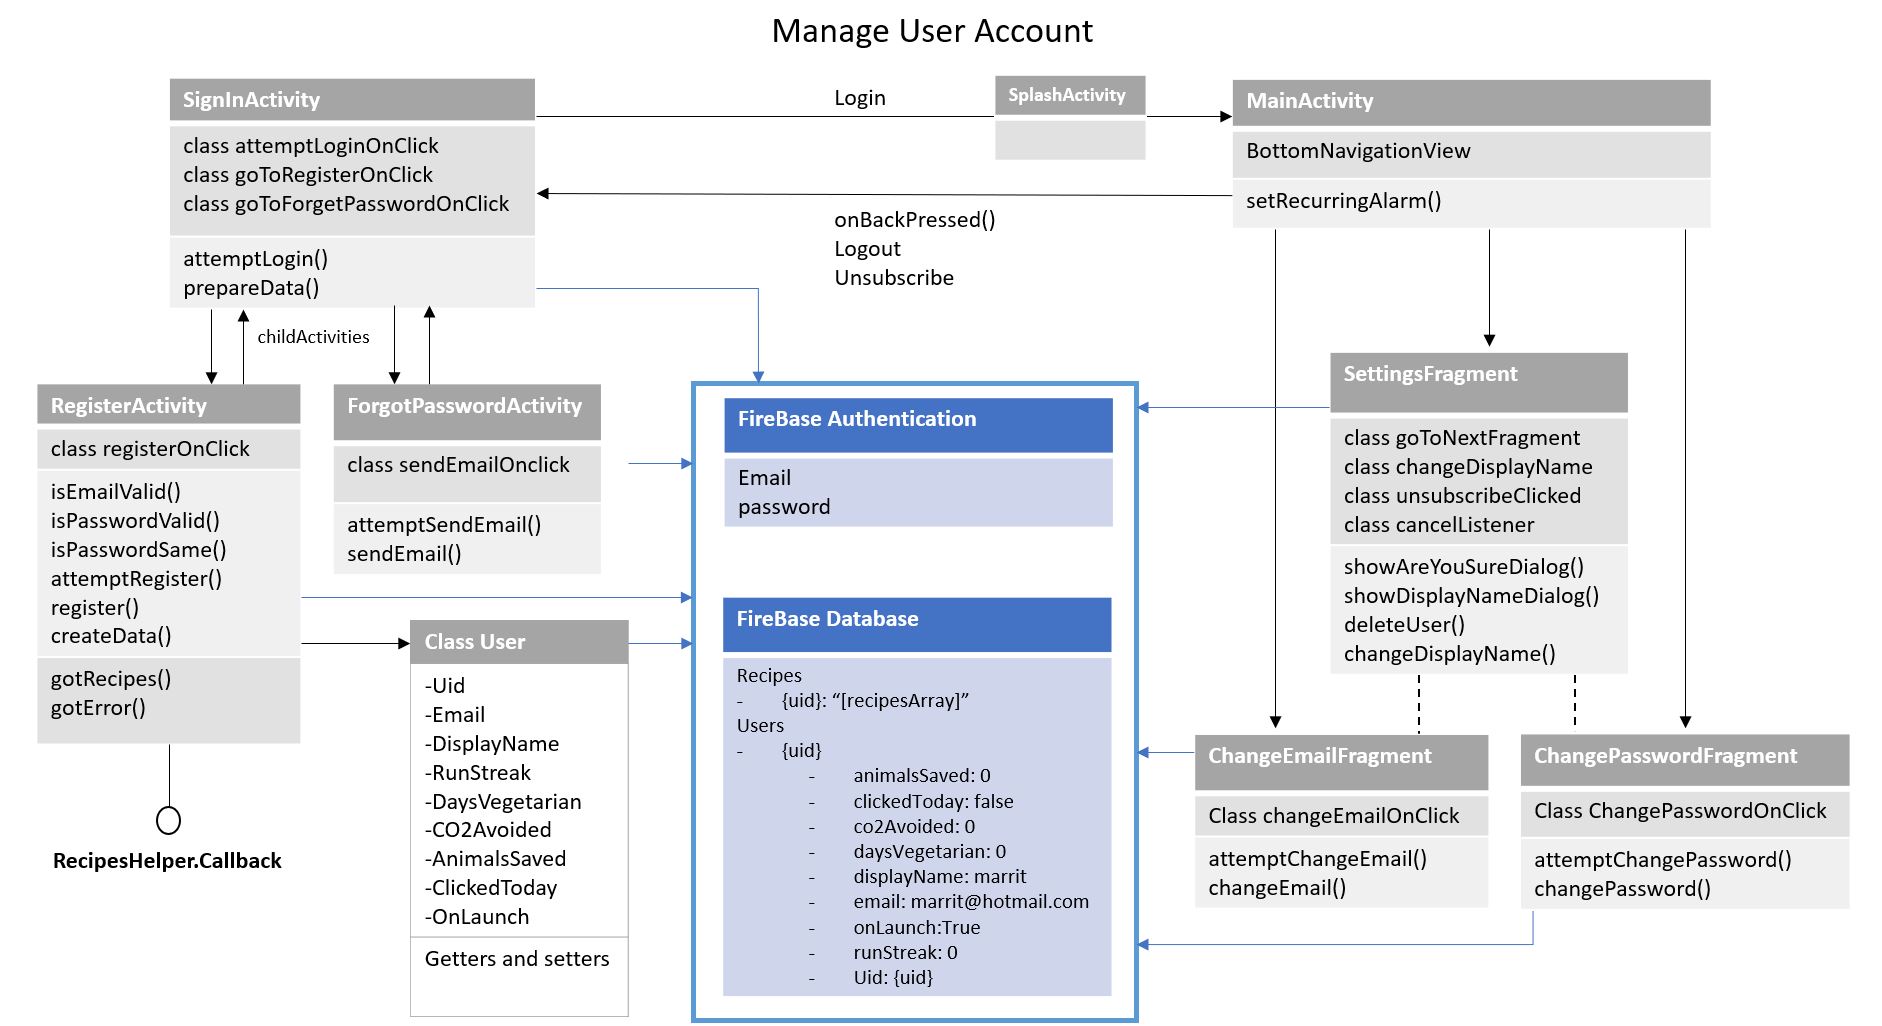 Manage User Account
SignInActivity
class attemptLoginOnClick
class goToRegisterOnClick
class goToForgetPasswordOnClick
attemptLogin()
prepareData()
Login
SplashActivity
MainActivity
BottomNavigationView
setRecurringAlarm()
onBackPressed()
Logout
Unsubscribe
childActivities
RegisterActivity
class registerOnClick
isEmailValid()
isPasswordValid()
isPasswordSame()
attemptRegister()
register()
createData()
gotRecipes()
gotError()
RecipesHelper.Callback
ForgotPasswordActivity
class sendEmailOnclick
attemptSendEmail()
sendEmail()
Class User
-Uid
-Email
-DisplayName
-RunStreak
-DaysVegetarian
-CO2Avoided
-AnimalsSaved
-ClickedToday
-OnLaunch
Getters and setters
FireBase Authentication
Email
password
FireBase Database
Recipes
- {uid}: “[recipesArray]”
Users
- {uid}
- animalsSaved: 0
- clickedToday: false
- co2Avoided: 0
- daysVegetarian: 0
- displayName: marrit
- email: marrit@hotmail.com
- onLaunch:True
- runStreak: 0
- Uid: {uid}
SettingsFragment
class goToNextFragment
class changeDisplayName
class unsubscribeClicked
class cancelListener
showAreYouSureDialog()
showDisplayNameDialog()
deleteUser()
changeDisplayName()
ChangeEmailFragment
Class changeEmailOnClick
attemptChangeEmail()
changeEmail()
ChangePasswordFragment
Class ChangePasswordOnClick
attemptChangePassword()
changePassword()